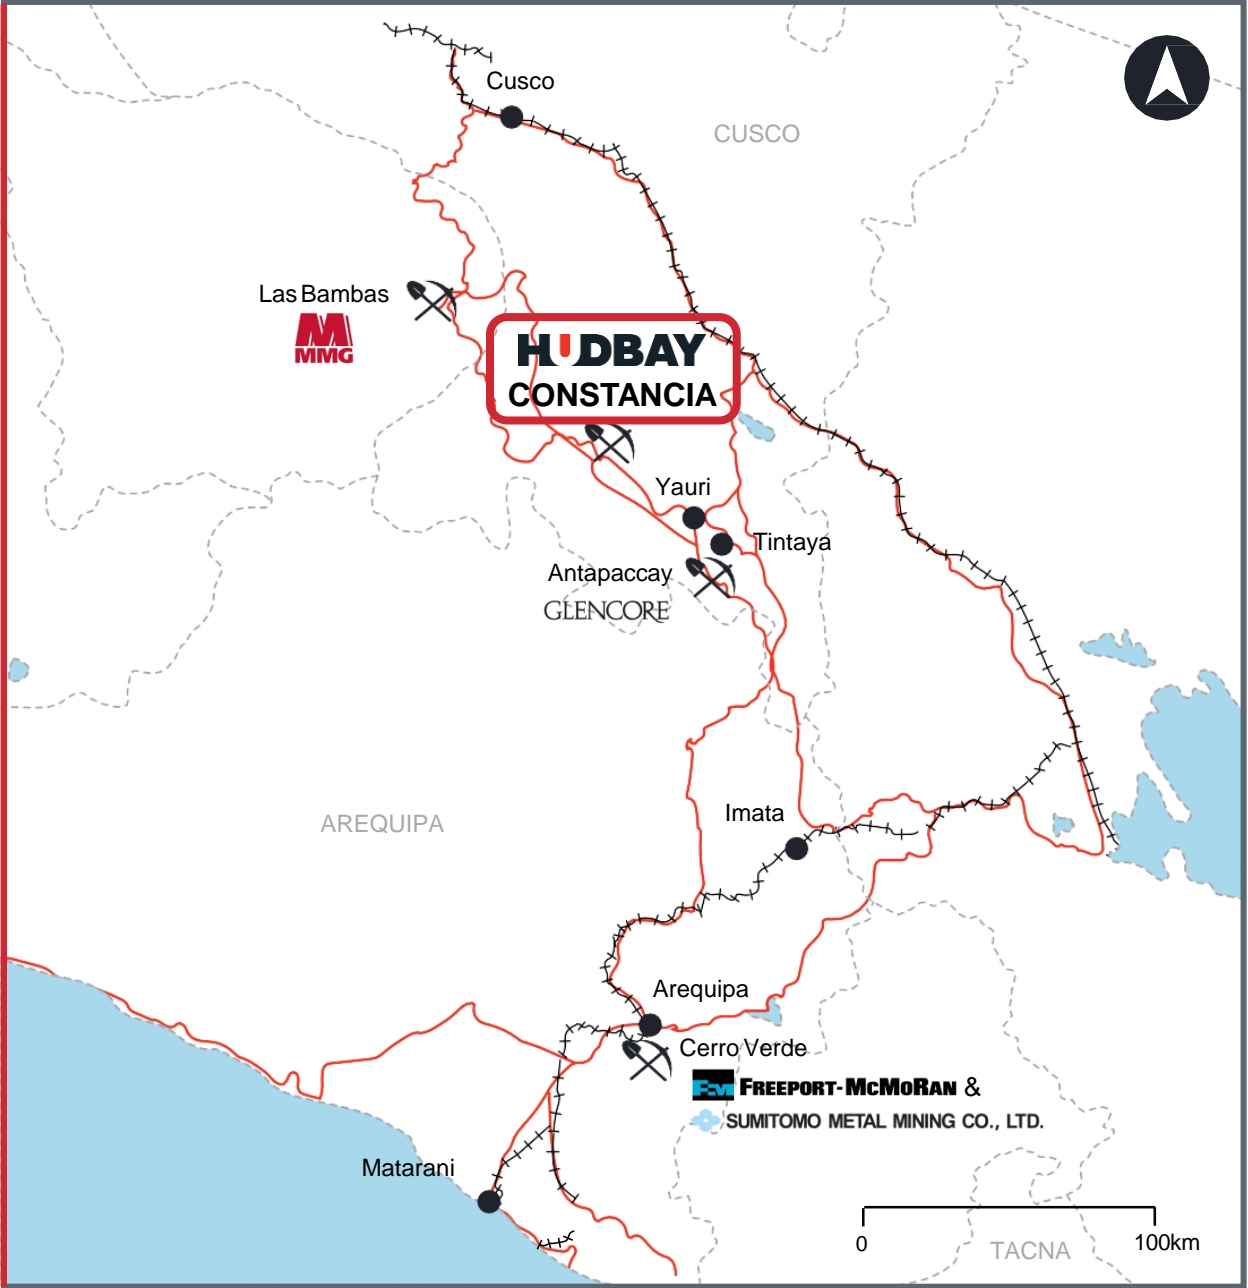 Cusco
CUSCO
Las Bambas
MMG
HUDBAY
CONSTANCIA
Yauri
Tintaya
Antapaccay
GLENCORE
Imata
AREQUIPA
Arequipa
Cerro Verde
FM FREEPORT-MCMORAN &
SUMITOMO METAL MINING CO., LTD.
Matarani
0
100km
TACNA